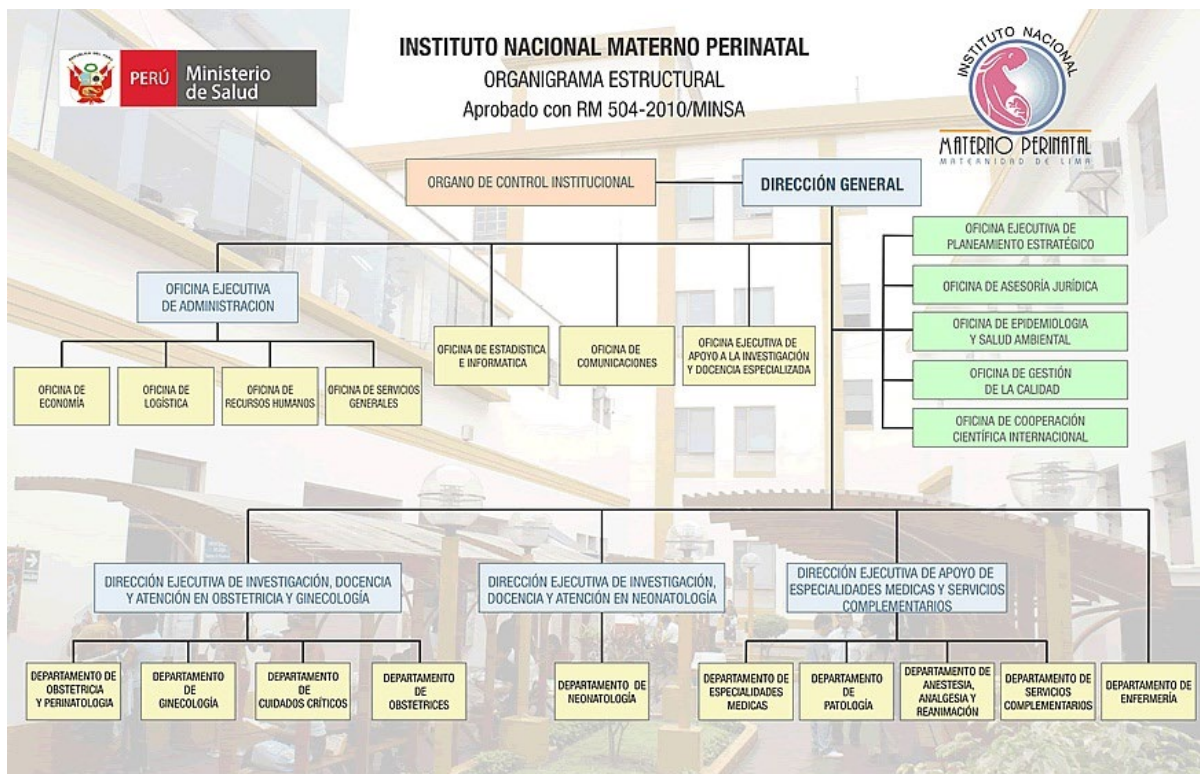 INSTITUTO NACIONAL MATERNO PERINATAL
ORGANIGRAMA ESTRUCTURAL
Aprobado con RM 504-2010/MINSA
PERÚ
Ministerio
de Salud
INSTITUTO NACIONAL
MATERNO PERINATAL
MATERNIDAD DE LIMA
ORGANO DE CONTROL INSTITUCIONAL
DIRECCIÓN GENERAL
OFICINA EJECUTIVA DE
PLANEAMIENTO ESTRATÉGICO
OFICINA DE ASESORÍA JURÍDICA
OFICINA DE EPIDEMIOLOGIA
Y SALUD AMBIENTAL
OFICINA DE GESTIÓN
DE LA CALIDAD
OFICINA DE COOPERACIÓN
CIENTÍFICA INTERNACIONAL
OFICINA EJECUTIVA
DE ADMINISTRACION
OFICINA DE ESTADISTICA
E INFORMATICA
OFICINA DE
COMUNICACIONES
OFICINA EJECUTIVA DE
APOYO A LA INVESTIGACIÓN
Y DOCENCIA ESPECIALIZADA
OFICINA DE
ECONOMÍA
OFICINA DE
LOGÍSTICA
OFICINA DE
RECURSOS HUMANOS
OFICINA DE SERVICIOS
GENERALES
DIRECCIÓN EJECUTIVA DE INVESTIGACIÓN, DOCENCIA
Y ATENCIÓN EN OBSTETRICIA Y GINECOLOGÍA
DIRECCIÓN EJECUTIVA DE INVESTIGACIÓN,
DOCENCIA Y ATENCIÓN EN NEONATOLOGÍA
DIRECCIÓN EJECUTIVA DE APOYO DE
ESPECIALIDADES MEDICAS Y SERVICIOS
COMPLEMENTARIOS
DEPARTAMENTO DE
OBSTETRICIA
Y PERINATOLOGIA
DEPARTAMENTO
DE
GINECOLOGÍA
DEPARTAMENTO
DE
CUIDADOS CRÍTICOS
DEPARTAMENTO
DE
OBSTETRICES
DEPARTAMENTO DE
NEONATOLOGÍA
DEPARTAMENTO DE
ESPECIALIDADES
MEDICAS
DEPARTAMENTO
DE
PATOLOGÍA
DEPARTAMENTO DE
ANESTESIA,
ANALGESIA Y
REANIMACIÓN
DEPARTAMENTO DE
SERVICIOS
COMPLEMENTARIOS
DEPARTAMENTO DE
ENFERMERÍA